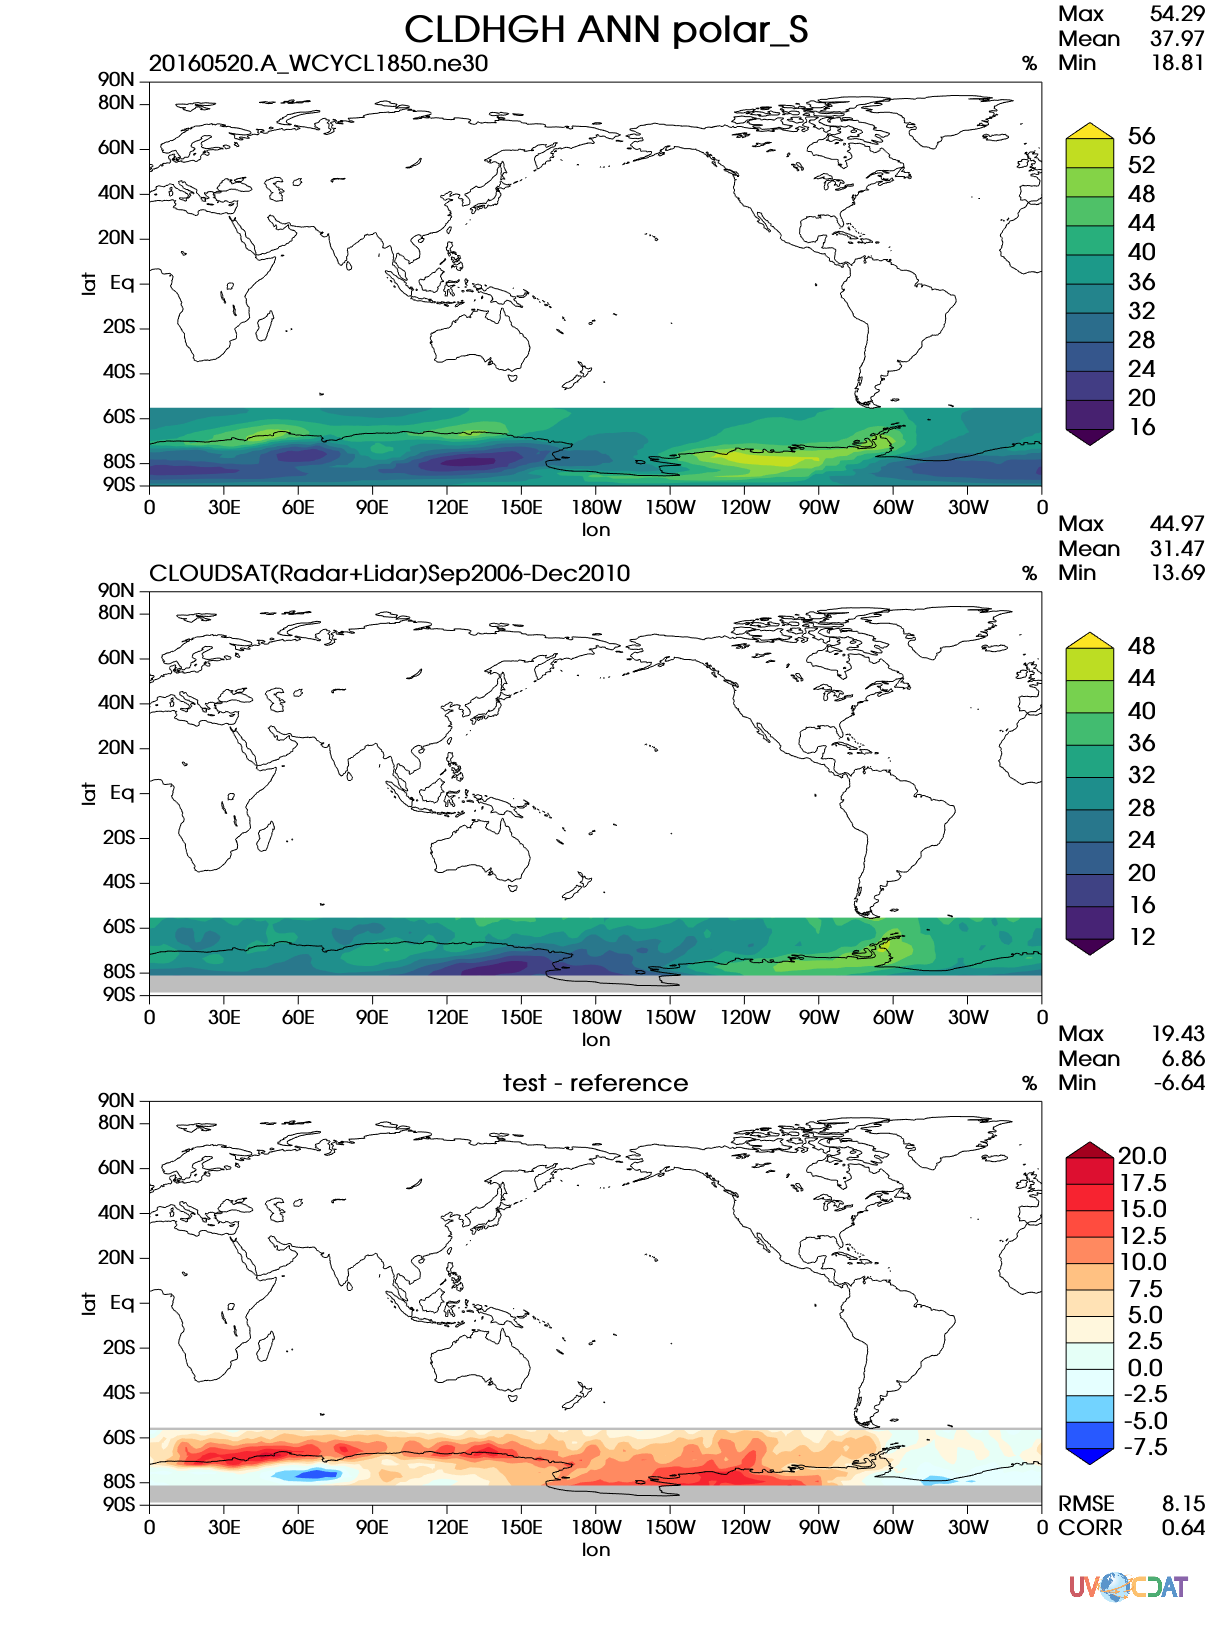 CLDHGH ANN polar_S
Max 54.29
Mean 37.97
Min 18.81
20160520.A_WCYCL1850.ne30 %
90N
80N
60N
40N
20N
Eq
20S
40S
60S
80S
90S
lat
0 30E 60E 90E 120E 150E 180W 150W 120W 90W 60W 30W 0
lon
56
52
48
44
40
36
32
28
24
20
16
Max 44.97
Mean 31.47
Min 13.69
CLOUDSAT(Radar+Lidar)Sep2006-Dec2010 %
90N
80N
60N
40N
20N
Eq
20S
40S
60S
80S
90S
lat
0 30E 60E 90E 120E 150E 180W 150W 120W 90W 60W 30W 0
lon
48
44
40
36
32
28
24
20
16
12
Max 19.43
Mean 6.86
Min -6.64
test - reference %
90N
80N
60N
40N
20N
Eq
20S
40S
60S
80S
90S
lat
0 30E 60E 90E 120E 150E 180W 150W 120W 90W 60W 30W 0
lon
20.0
17.5
15.0
12.5
10.0
7.5
5.0
2.5
0.0
-2.5
-5.0
-7.5
RMSE 8.15
CORR 0.64
UV CDAT